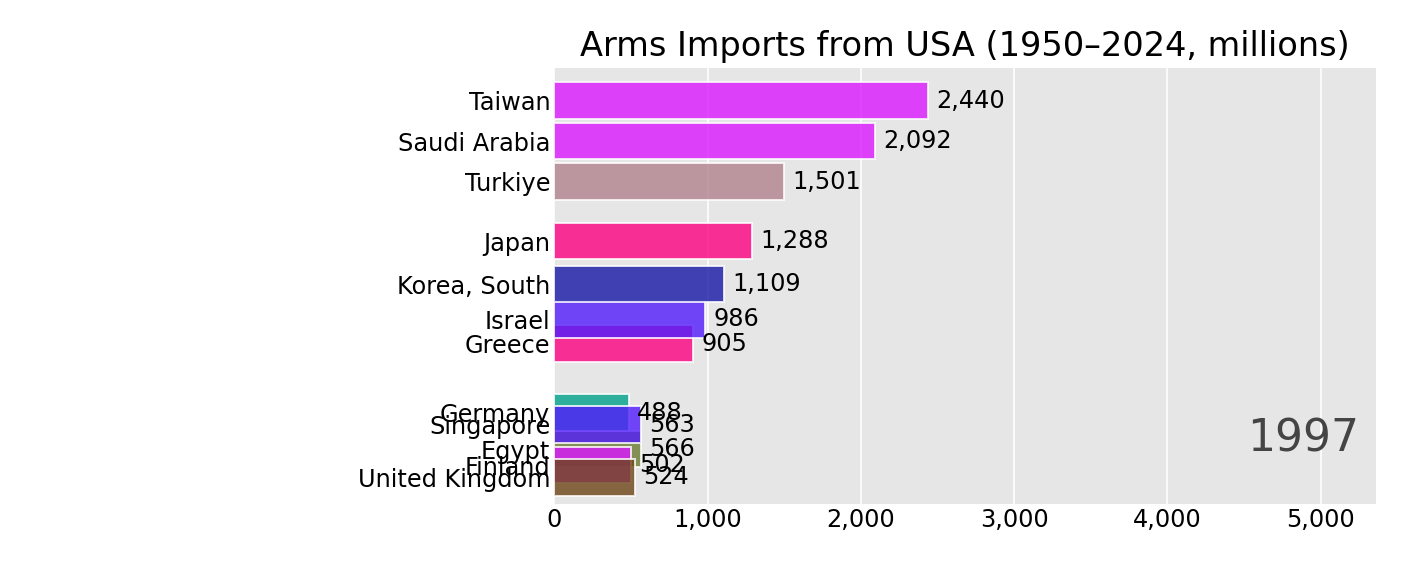 Arms Imports from USA (1950–2024, millions)
Taiwan 2,440
Saudi Arabia 2,092
Turkiye 1,501
Japan 1,288
Korea, South 1,109
Israel 986
Greece 905
Germany 488
Singapore 563
Egypt 566
Finland 502
United Kingdom 524
1997
0 1,000 2,000 3,000 4,000 5,000